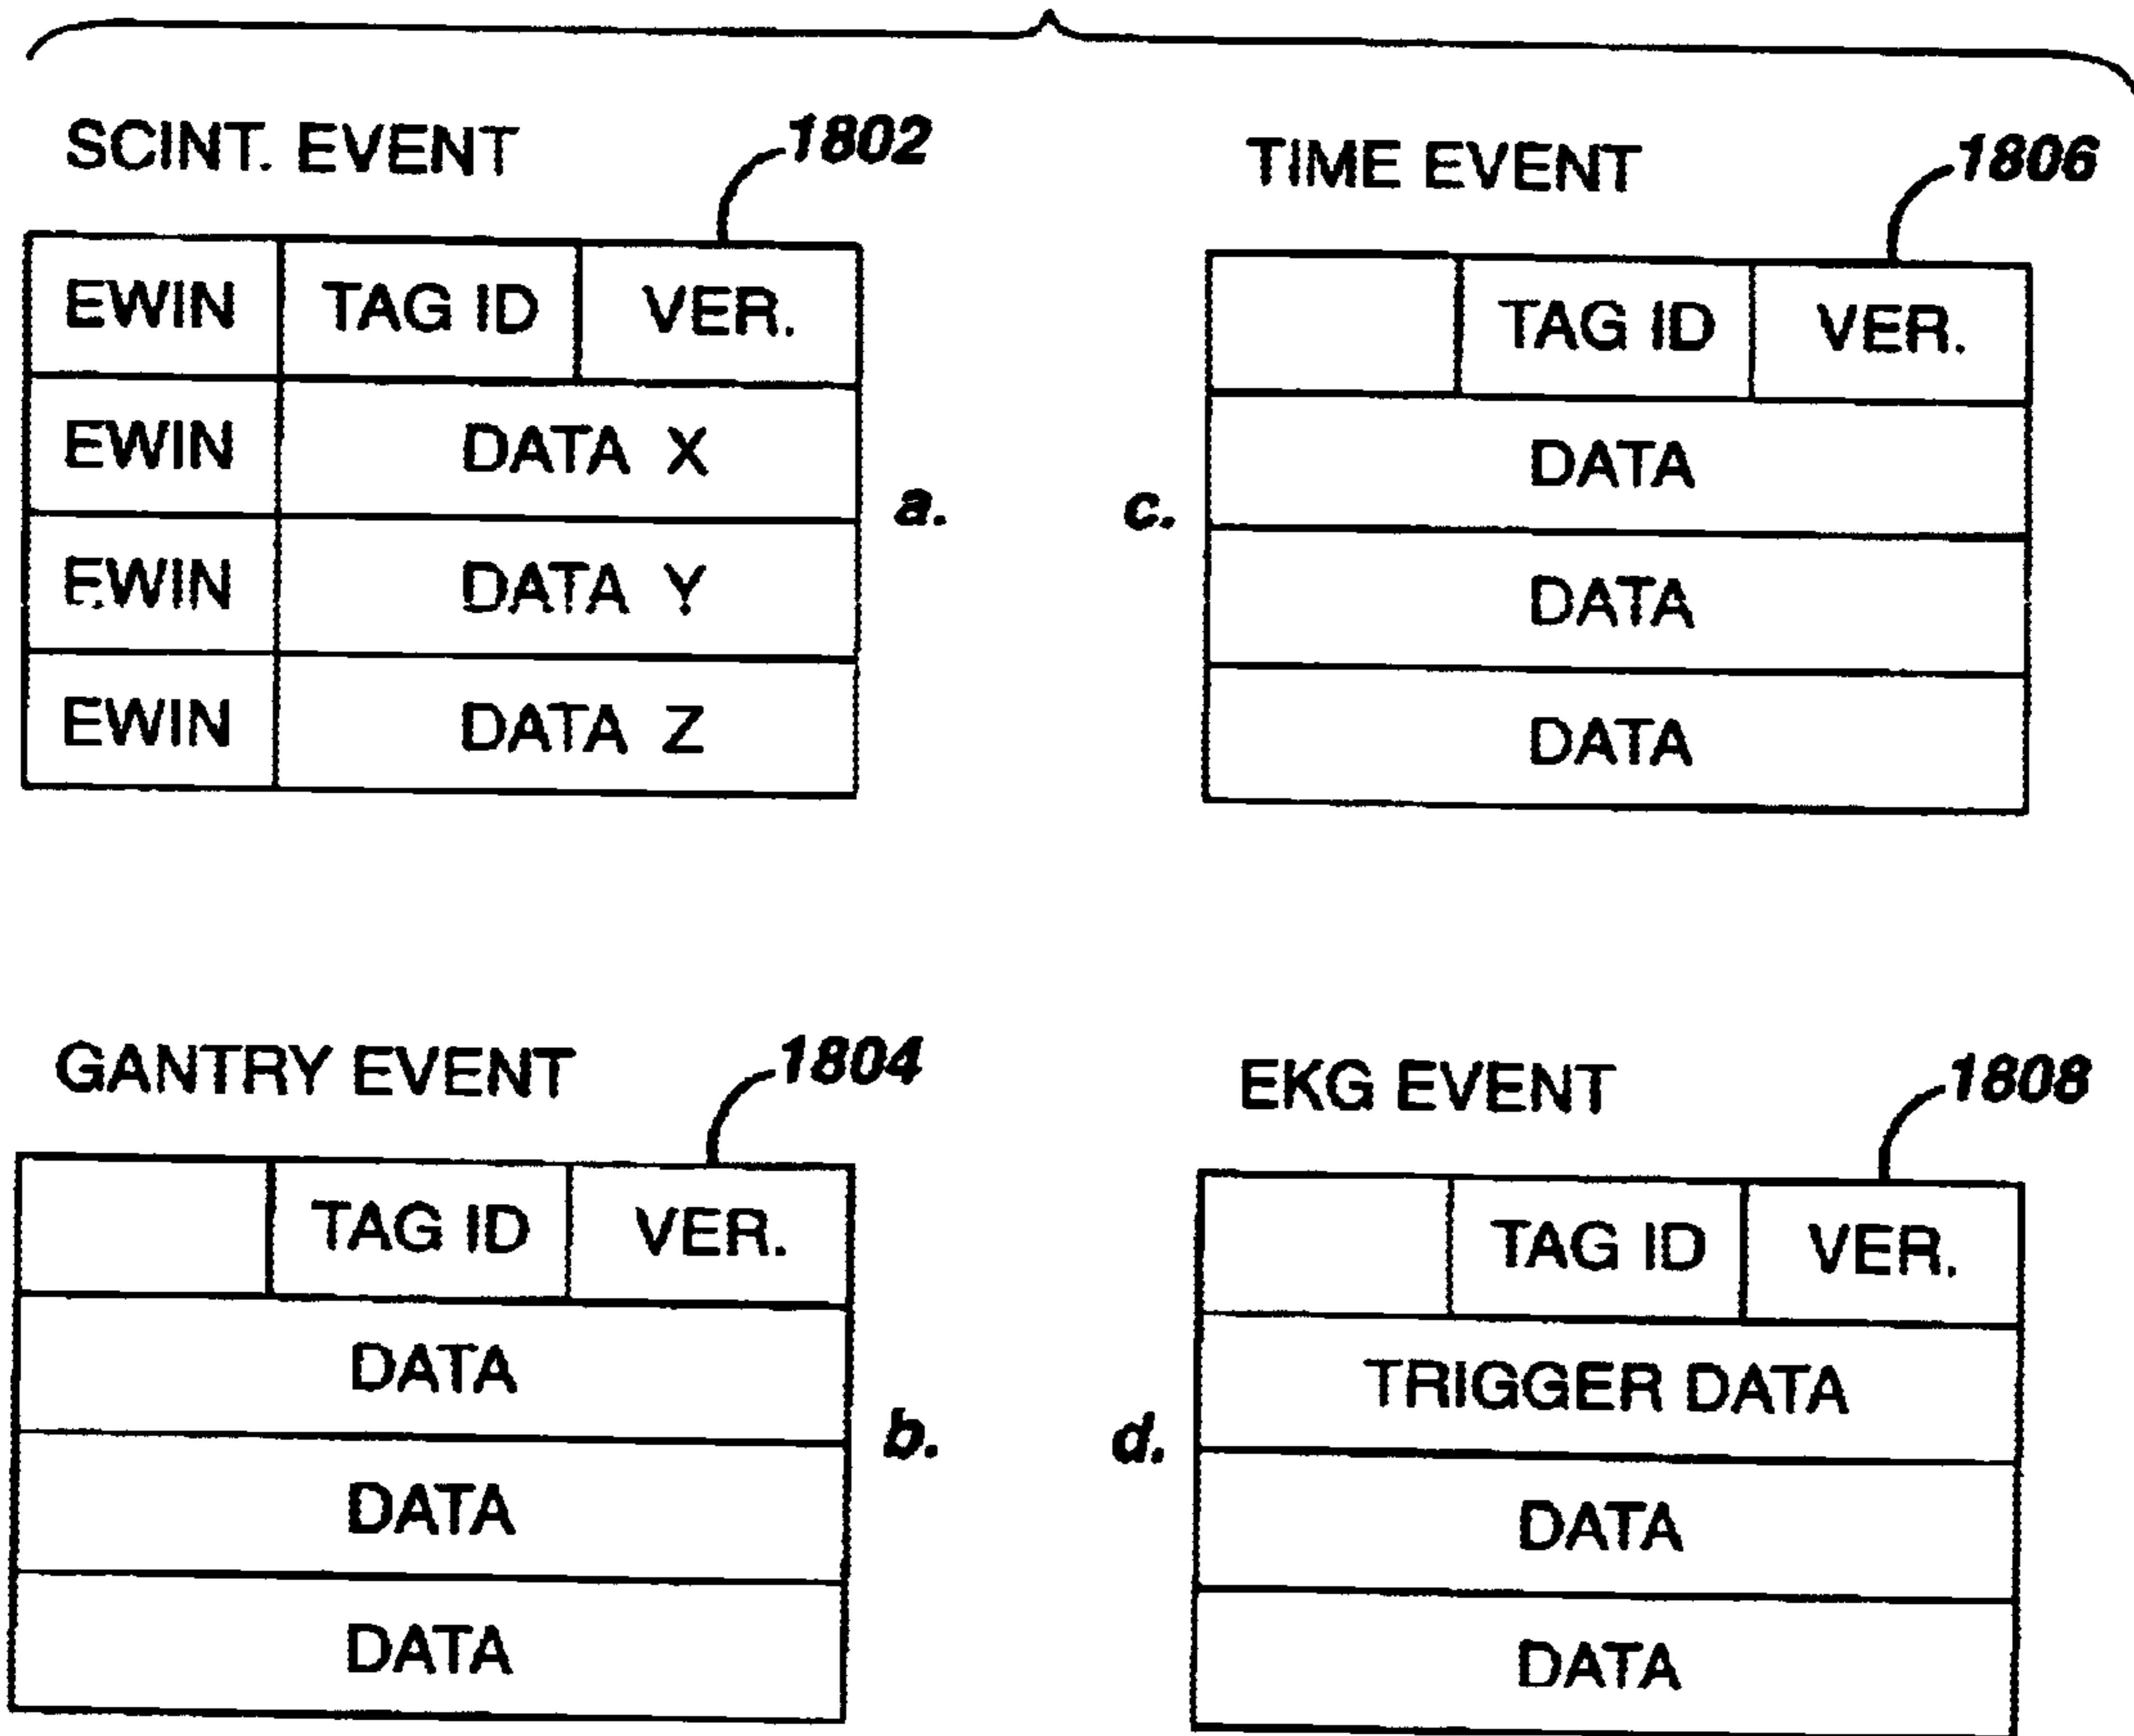 SCINT. EVENT 1802
EWIN TAG ID VER.
EWIN DATA X
EWIN DATA Y
EWIN DATA Z
a.
TIME EVENT 1806
TAG ID VER.
DATA
DATA
DATA
c.
GANTRY EVENT 1804
TAG ID VER.
DATA
DATA
DATA
b.
EKG EVENT 1808
TAG ID VER.
TRIGGER DATA
DATA
DATA
d.